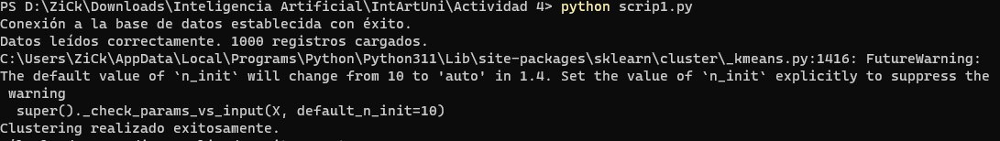 PS D:\ZiCk\Downloads\Inteligencia Artificial\IntArtUni\Actividad 4> python scrip1.py
Conexión a la base de datos establecida con éxito.
Datos leídos correctamente. 1000 registros cargados.
C:\Users\ZiCk\AppData\Local\Programs\Python\Python311\Lib\site-packages\sklearn\cluster\_kmeans.py:1416: FutureWarning:
The default value of `n_init` will change from 10 to 'auto' in 1.4. Set the value of `n_init` explicitly to suppress the
 warning
  super()._check_params_vs_input(X, default_n_init=10)
Clustering realizado exitosamente.